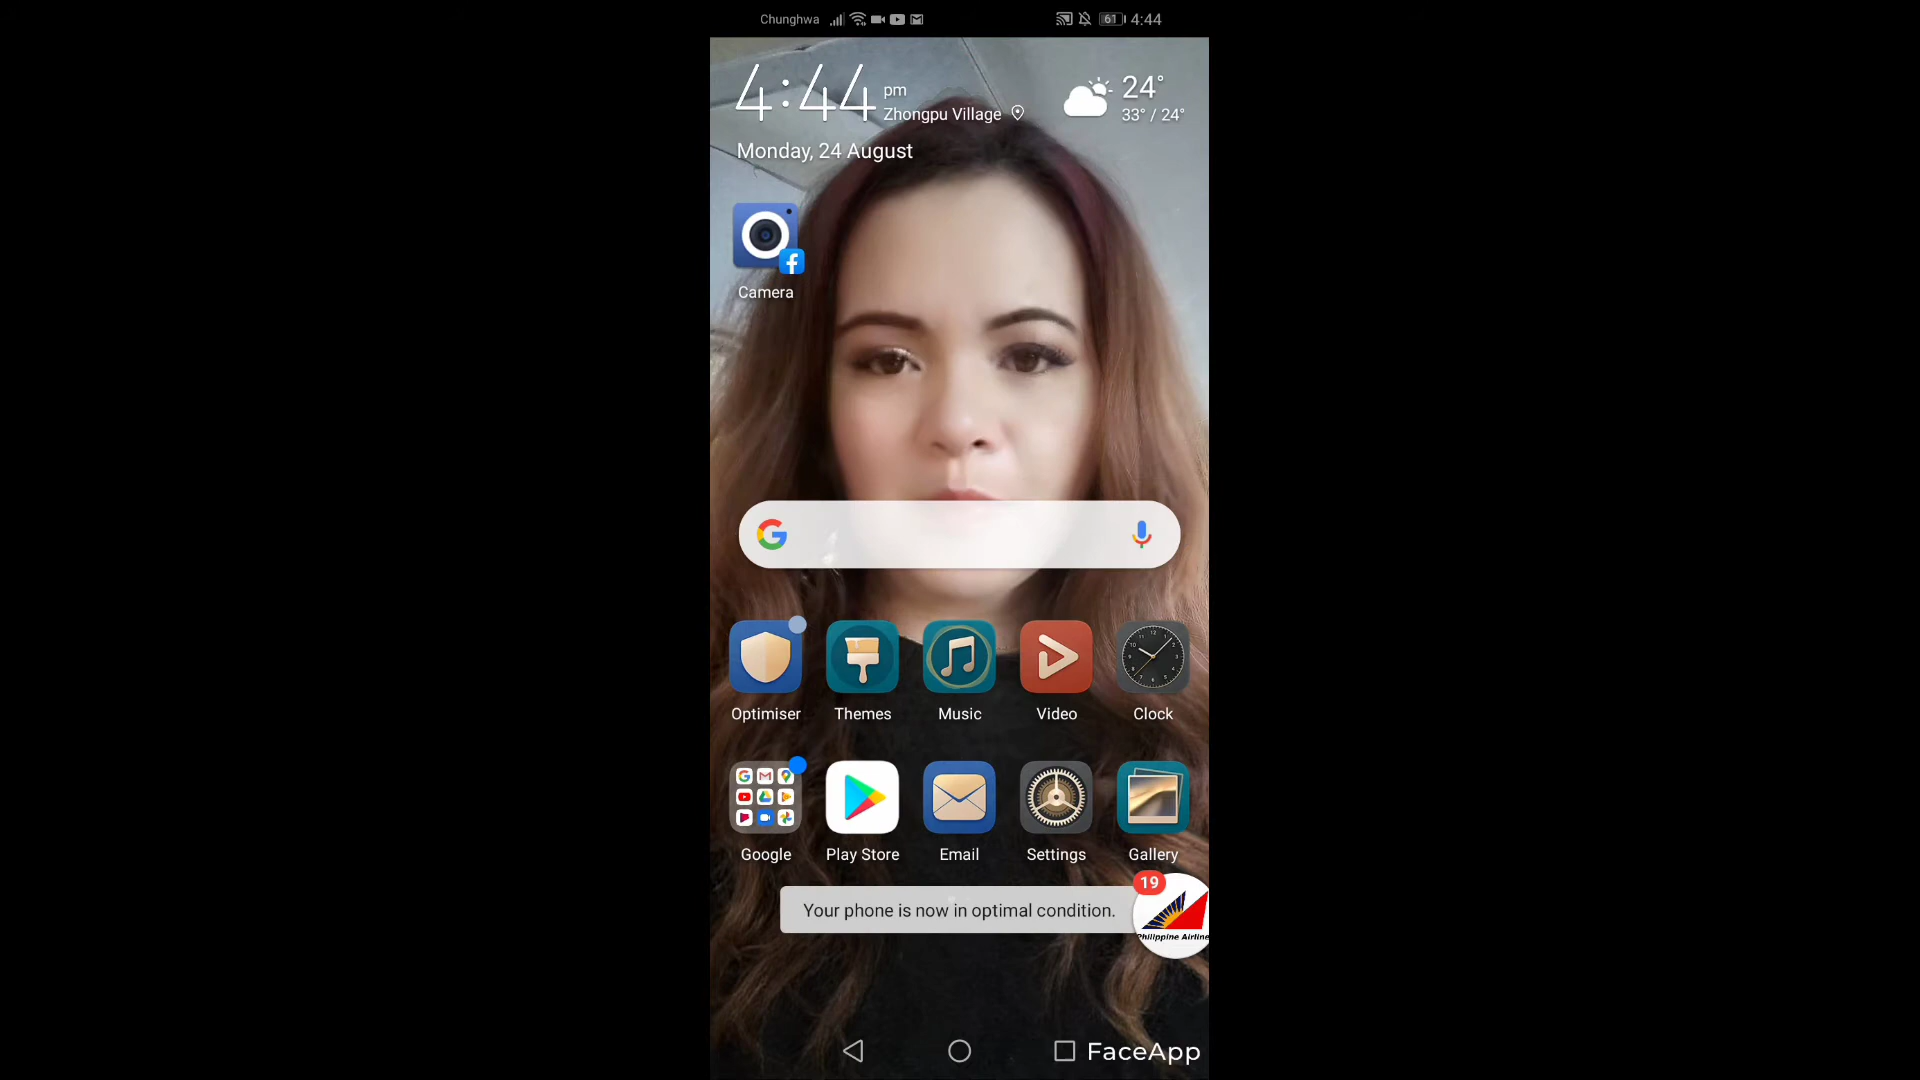 Chunghwa 61 4:44
4:44 pm
Zhongpu Village
24°
33° / 24°
Monday, 24 August
Camera
Optimiser Themes Music Video Clock
Google Play Store Email Settings Gallery
19
Your phone is now in optimal condition.
Philippine Airline
FaceApp